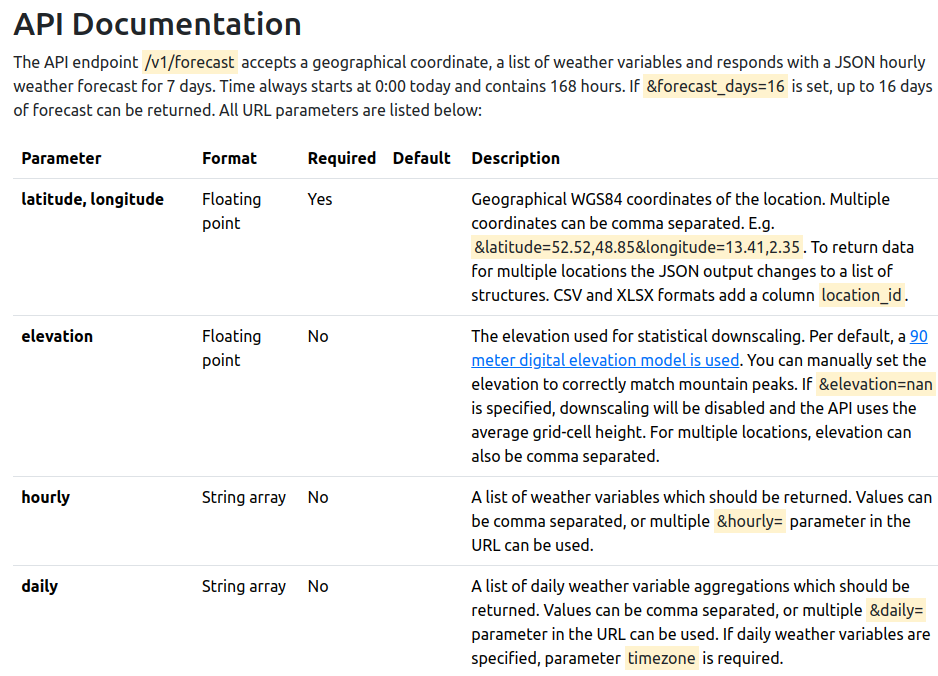 API Documentation
The API endpoint /v1/forecast accepts a geographical coordinate, a list of weather variables and responds with a JSON hourly
weather forecast for 7 days. Time always starts at 0:00 today and contains 168 hours. If &forecast_days=16 is set, up to 16 days
of forecast can be returned. All URL parameters are listed below:
Parameter Format Required Default Description
latitude, longitude Floating point Yes Geographical WGS84 coordinates of the location. Multiple
coordinates can be comma separated. E.g.
&latitude=52.52,48.85&longitude=13.41,2.35. To return data
for multiple locations the JSON output changes to a list of
structures. CSV and XLSX formats add a column location_id.
elevation Floating point No The elevation used for statistical downscaling. Per default, a 90
meter digital elevation model is used. You can manually set the
elevation to correctly match mountain peaks. If &elevation=nan
is specified, downscaling will be disabled and the API uses the
average grid-cell height. For multiple locations, elevation can
also be comma separated.
hourly String array No A list of weather variables which should be returned. Values can
be comma separated, or multiple &hourly= parameter in the
URL can be used.
daily String array No A list of daily weather variable aggregations which should be
returned. Values can be comma separated, or multiple &daily=
parameter in the URL can be used. If daily weather variables are
specified, parameter timezone is required.